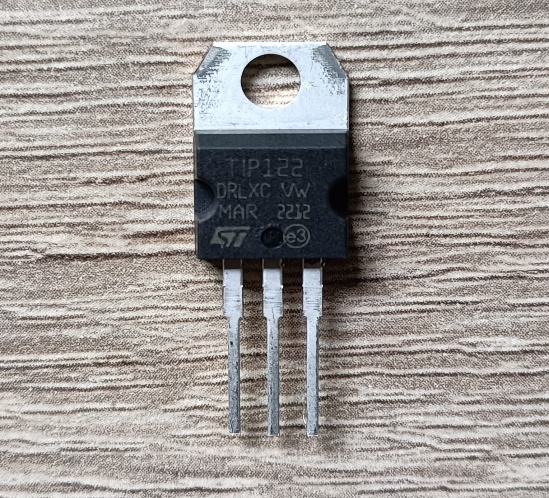 TIP122
DRLXC VW
MAR 2212
ST e3